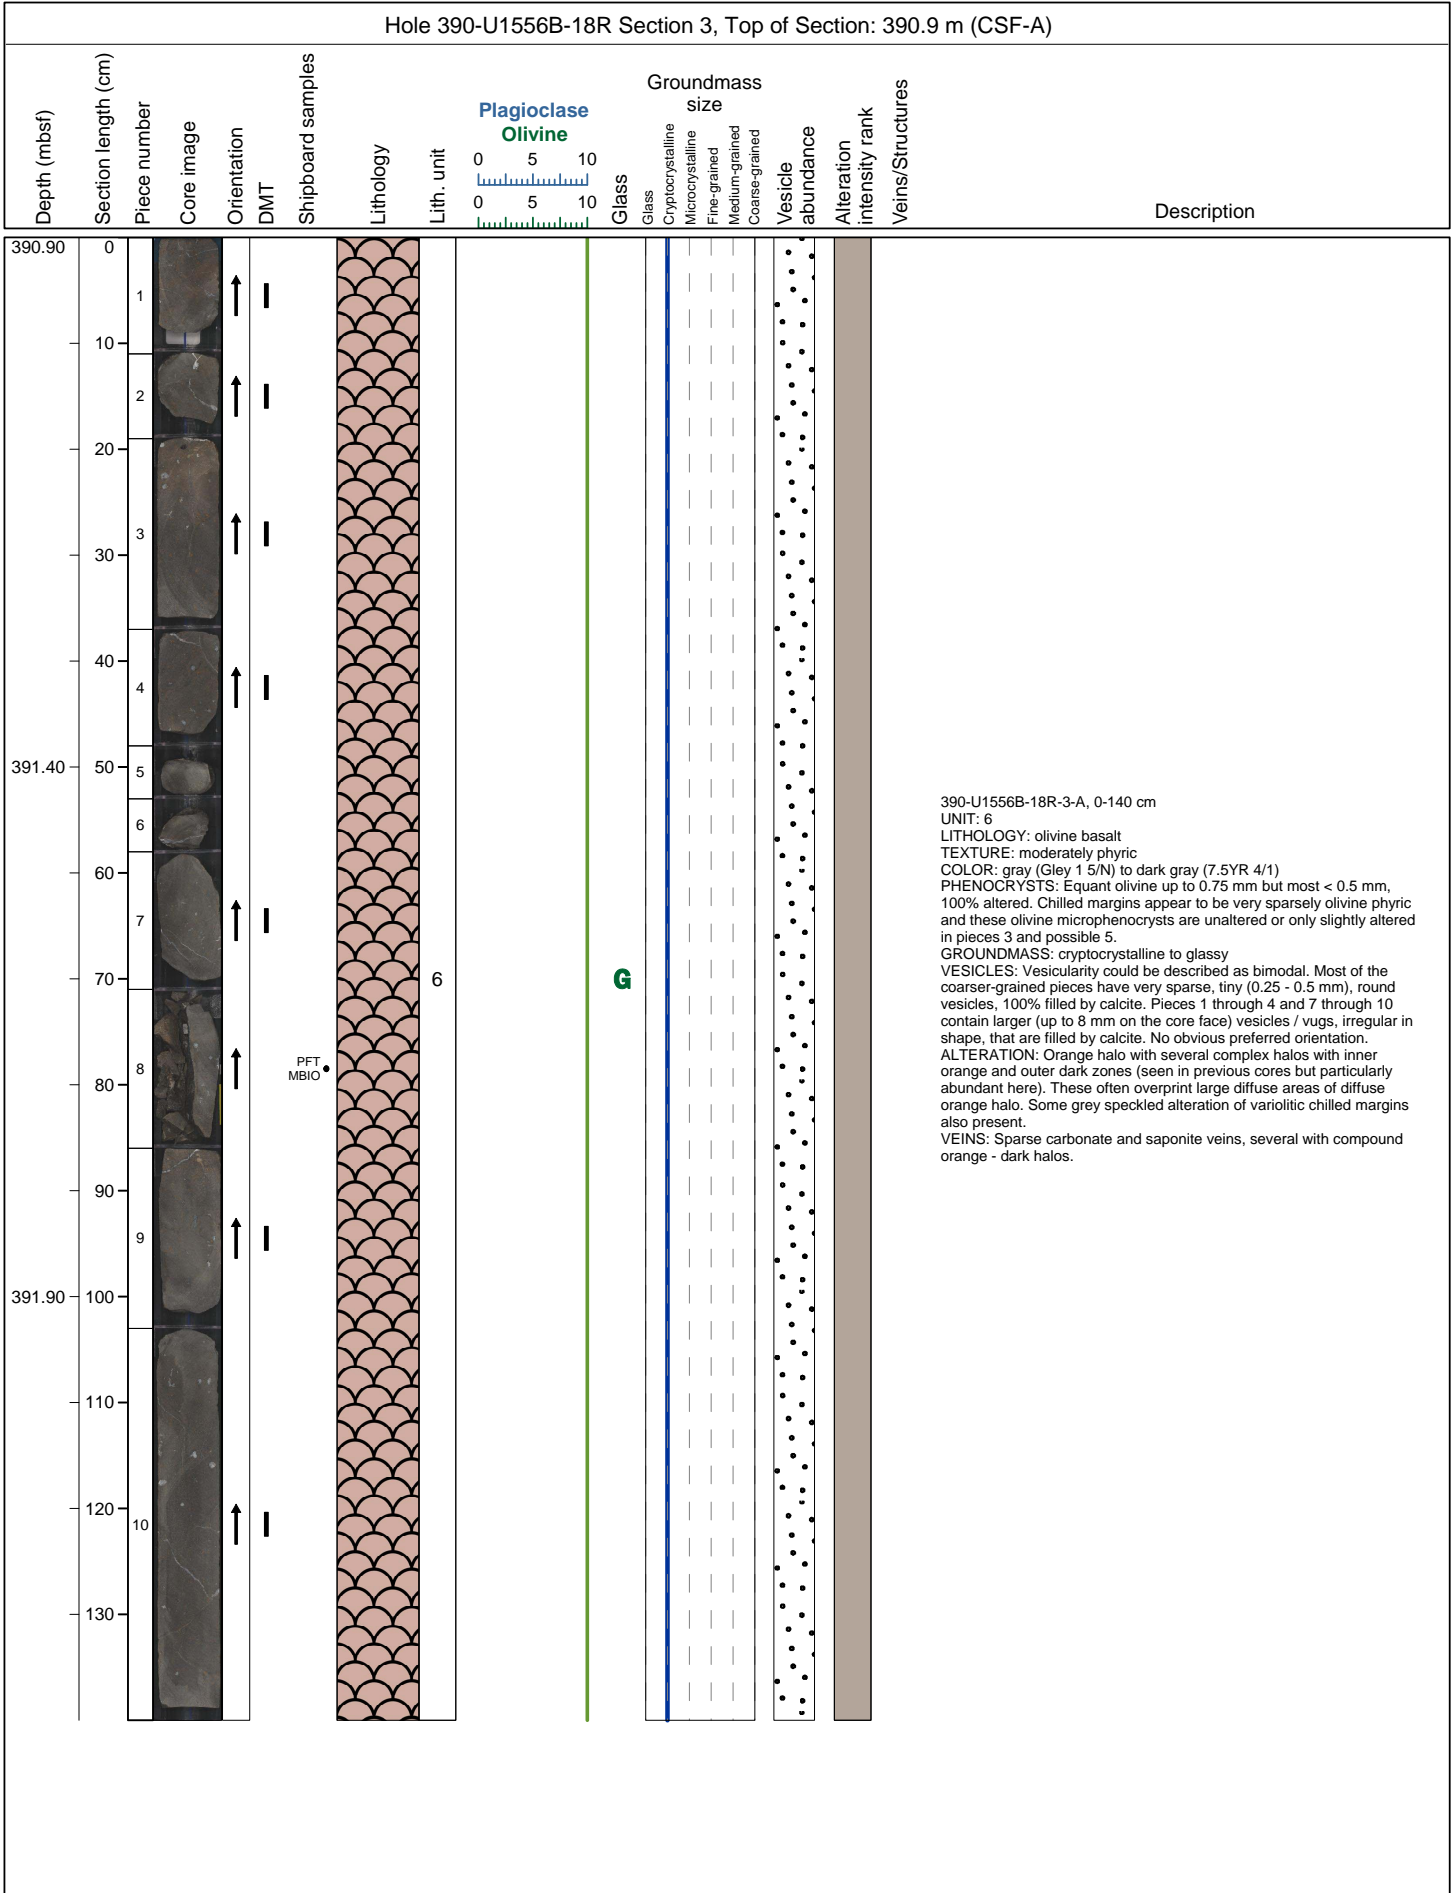 Hole 390-U1556B-18R Section 3, Top of Section: 390.9 m (CSF-A)
Depth (mbsf)
Section length (cm)
Piece number
Core image
Orientation
DMT
Shipboard samples
Lithology
Lith. unit
Plagioclase
Olivine
0 5 10
0 5 10
Glass
Groundmass
size
Glass
Cryptocrystalline
Microcrystalline
Fine-grained
Medium-grained
Coarse-grained
Vesicle
abundance
Alteration
intensity rank
Veins/Structures
Description
390.90
0
1
10
2
20
3
30
40
4
391.40
50
5
6
60
7
70
6
G
8
PFT
MBIO
80
90
9
391.90
100
110
120
10
130
390-U1556B-18R-3-A, 0-140 cm
UNIT: 6
LITHOLOGY: olivine basalt
TEXTURE: moderately phyric
COLOR: gray (Gley 1 5/N) to dark gray (7.5YR 4/1)
PHENOCRYSTS: Equant olivine up to 0.75 mm but most < 0.5 mm,
100% altered. Chilled margins appear to be very sparsely olivine phyric
and these olivine microphenocrysts are unaltered or only slightly altered
in pieces 3 and possible 5.
GROUNDMASS: cryptocrystalline to glassy
VESICLES: Vesicularity could be described as bimodal. Most of the
coarser-grained pieces have very sparse, tiny (0.25 - 0.5 mm), round
vesicles, 100% filled by calcite. Pieces 1 through 4 and 7 through 10
contain larger (up to 8 mm on the core face) vesicles / vugs, irregular in
shape, that are filled by calcite. No obvious preferred orientation.
ALTERATION: Orange halo with several complex halos with inner
orange and outer dark zones (seen in previous cores but particularly
abundant here). These often overprint large diffuse areas of diffuse
orange halo. Some grey speckled alteration of variolitic chilled margins
also present.
VEINS: Sparse carbonate and saponite veins, several with compound
orange - dark halos.